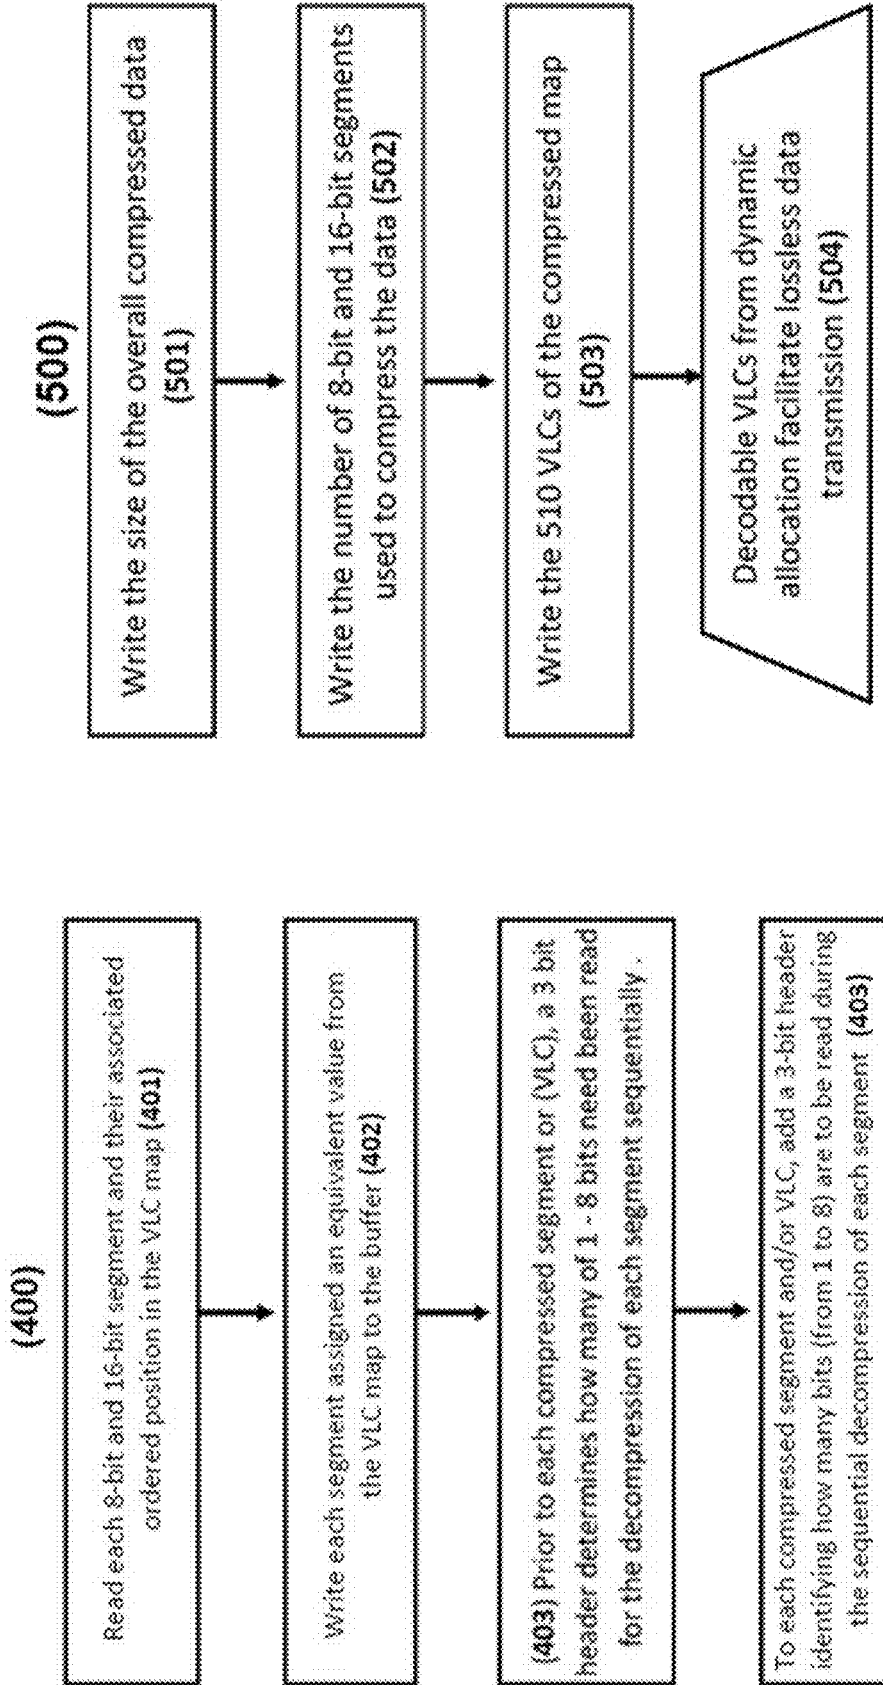 (400)
Read each 8-bit and 16-bit segment and their associated
ordered position in the VLC map (401)
Write each segment assigned an equivalent value from
the VLC map to the buffer (402)
(403) Prior to each compressed segment or (VLC), a 3 bit
header determines how many of 1 - 8 bits need been read
for the decompression of each segment sequentially .
To each compressed segment and/or VLC, add a 3-bit header
identifying how many bits (from 1 to 8) are to be read during
the sequential decompression of each segment (403)
(500)
Write the size of the overall compressed data
(501)
Write the number of 8-bit and 16-bit segments
used to compress the data (502)
Write the 510 VLCs of the compressed map
(503)
Decodable VLCs from dynamic
allocation facilitate lossless data
transmission (504)